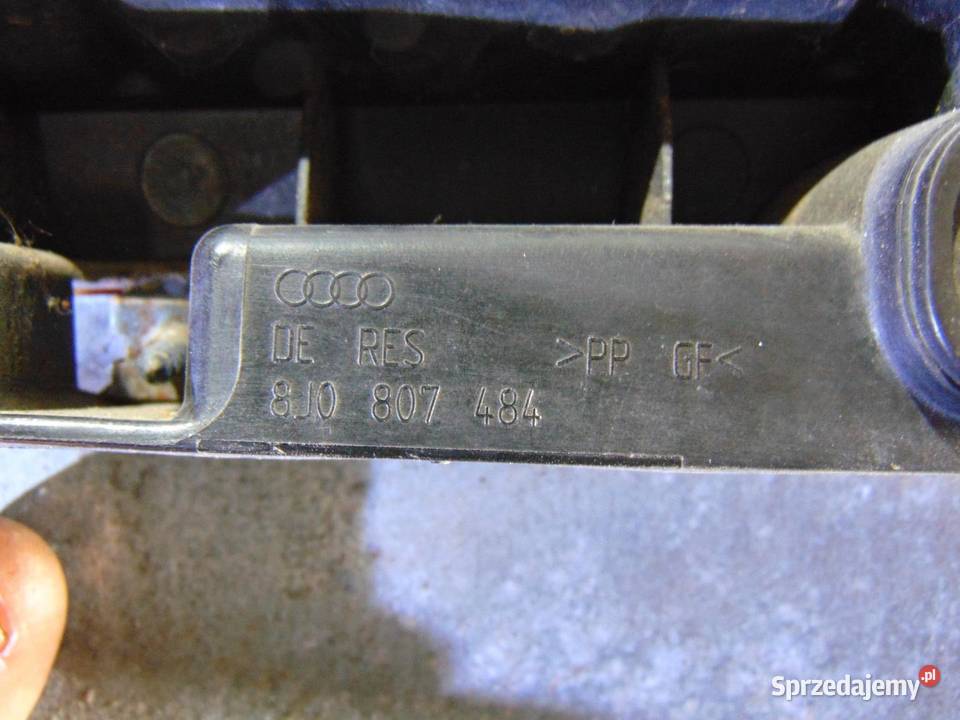 DE RES >PP GF<
8J0 807 484
Sprzedajemy.pl